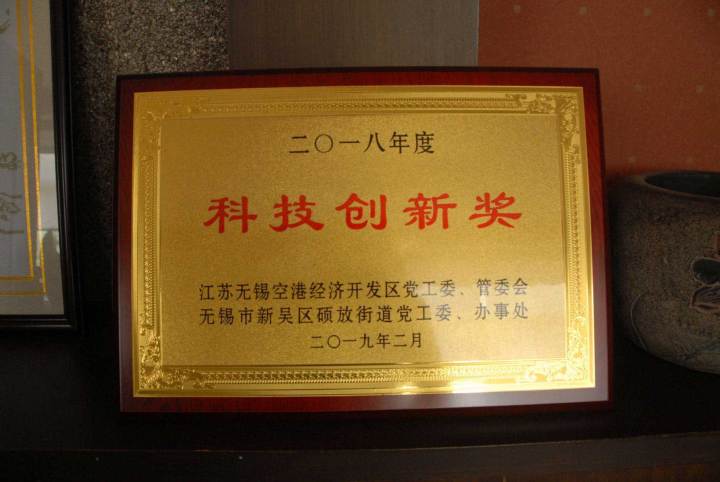 二〇一八年度
科技创新奖
江苏无锡空港经济开发区党工委、管委会
无锡市新吴区硕放街道党工委、办事处
二〇一九年二月